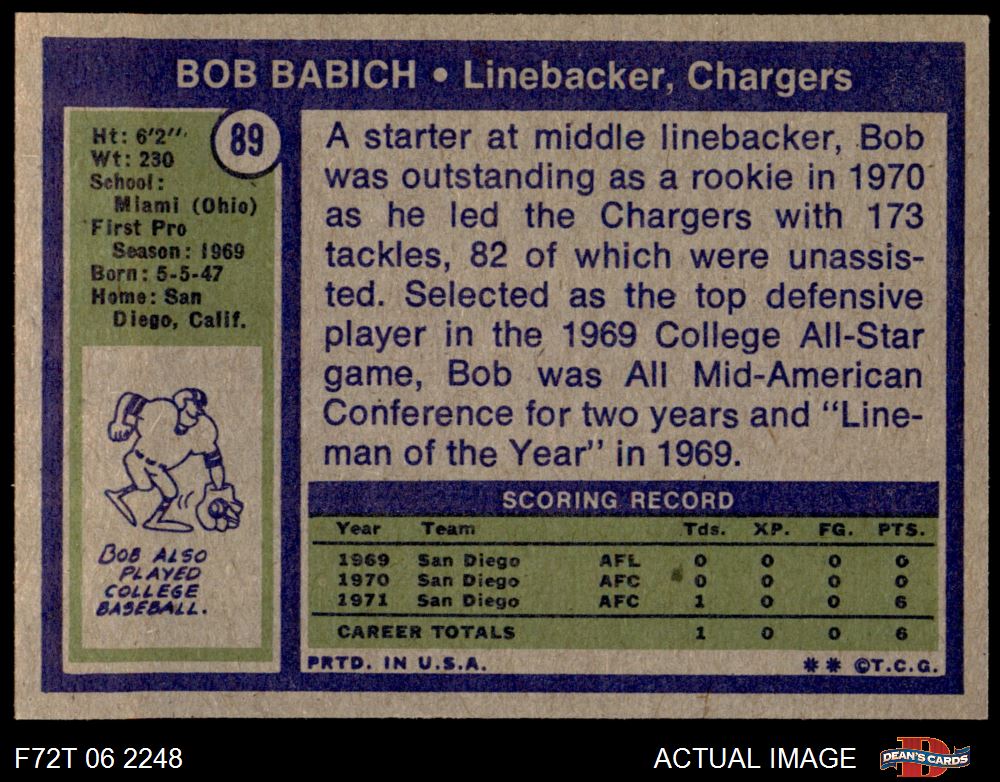 BOB BABICH • Linebacker, Chargers
89
Ht: 6'2"
Wt: 230
School:
Miami (Ohio)
First Pro
Season: 1969
Born: 5-5-47
Home: San
Diego, Calif.
BOB ALSO
PLAYED
COLLEGE
BASEBALL.
A starter at middle linebacker, Bob
was outstanding as a rookie in 1970
as he led the Chargers with 173
tackles, 82 of which were unassis-
ted. Selected as the top defensive
player in the 1969 College All-Star
game, Bob was All Mid-American
Conference for two years and "Line-
man of the Year" in 1969.
SCORING RECORD
Year Team Tds. XP. FG. PTS.
1969 San Diego AFL 0 0 0 0
1970 San Diego AFC 0 0 0 0
1971 San Diego AFC 1 0 0 6
CAREER TOTALS 1 0 0 6
PRTD. IN U.S.A. ** ©T.C.G.
F72T 06 2248 ACTUAL IMAGE DEAN'S CARDS